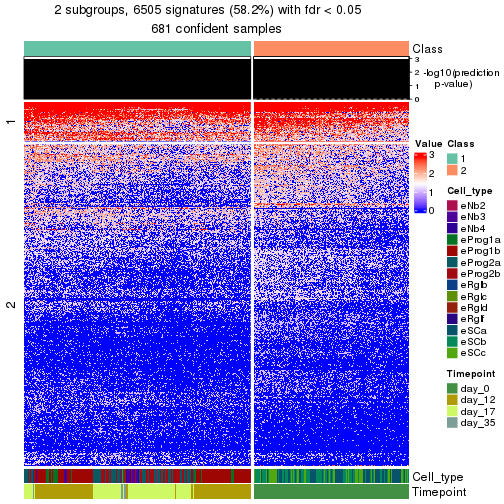 2 subgroups, 6505 signatures (58.2%) with fdr < 0.05
681 confident samples
Class
3
2
1
0
-log10(prediction
p-value)
1
2
Value
3
2
1
0
Class
1
2
Cell_type
eNb2
eNb3
eNb4
eProg1a
eProg1b
eProg2a
eProg2b
eRglb
eRglc
eRgld
eRglf
eSCa
eSCb
eSCc
Timepoint
day_0
day_12
day_17
day_35
Cell_type
Timepoint